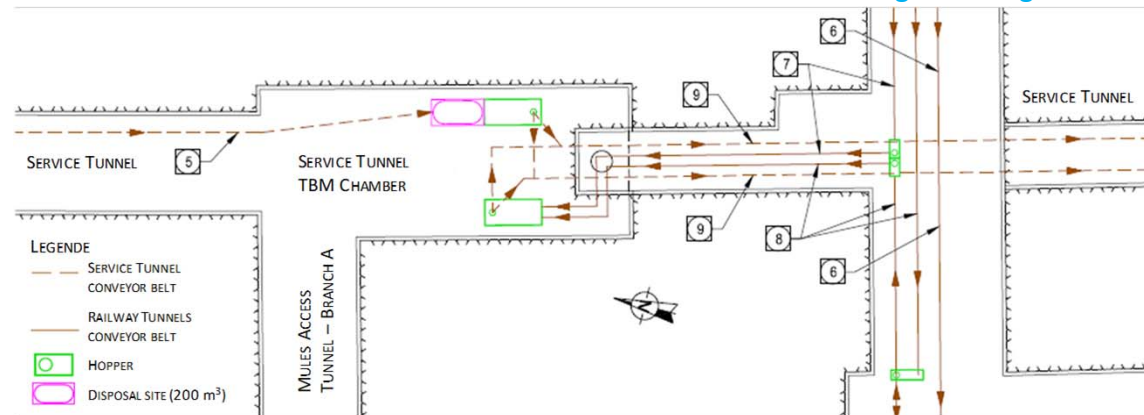 6
7
9
SERVICE TUNNEL
SERVICE TUNNEL
5
SERVICE TUNNEL
TBM CHAMBER
9
8
6
LEGENDE
SERVICE TUNNEL
CONVEYOR BELT
RAILWAY TUNNELS
CONVEYOR BELT
HOPPER
DISPOSAL SITE (200 m³)
MULES ACCESS
TUNNEL – BRANCH A
N